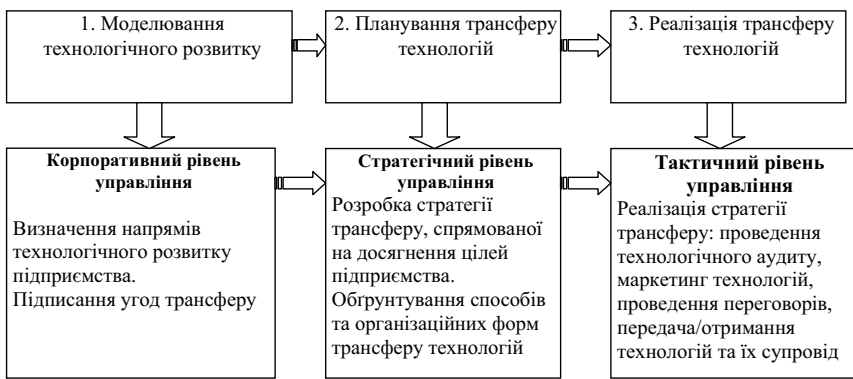 1. Моделювання
технологічного розвитку
2. Планування трансферу
технологій
3. Реалізація трансферу
технологій
Корпоративний рівень
управління
Визначення напрямів
технологічного розвитку
підприємства.
Підписання угод трансферу
Стратегічний рівень
управління
Розробка стратегії
трансферу, спрямованої
на досягнення цілей
підприємства.
Обґрунтування способів
та організаційних форм
трансферу технологій
Тактичний рівень
управління
Реалізація стратегії
трансферу: проведення
технологічного аудиту,
маркетинг технологій,
проведення переговорів,
передача/отримання
технологій та їх супровід